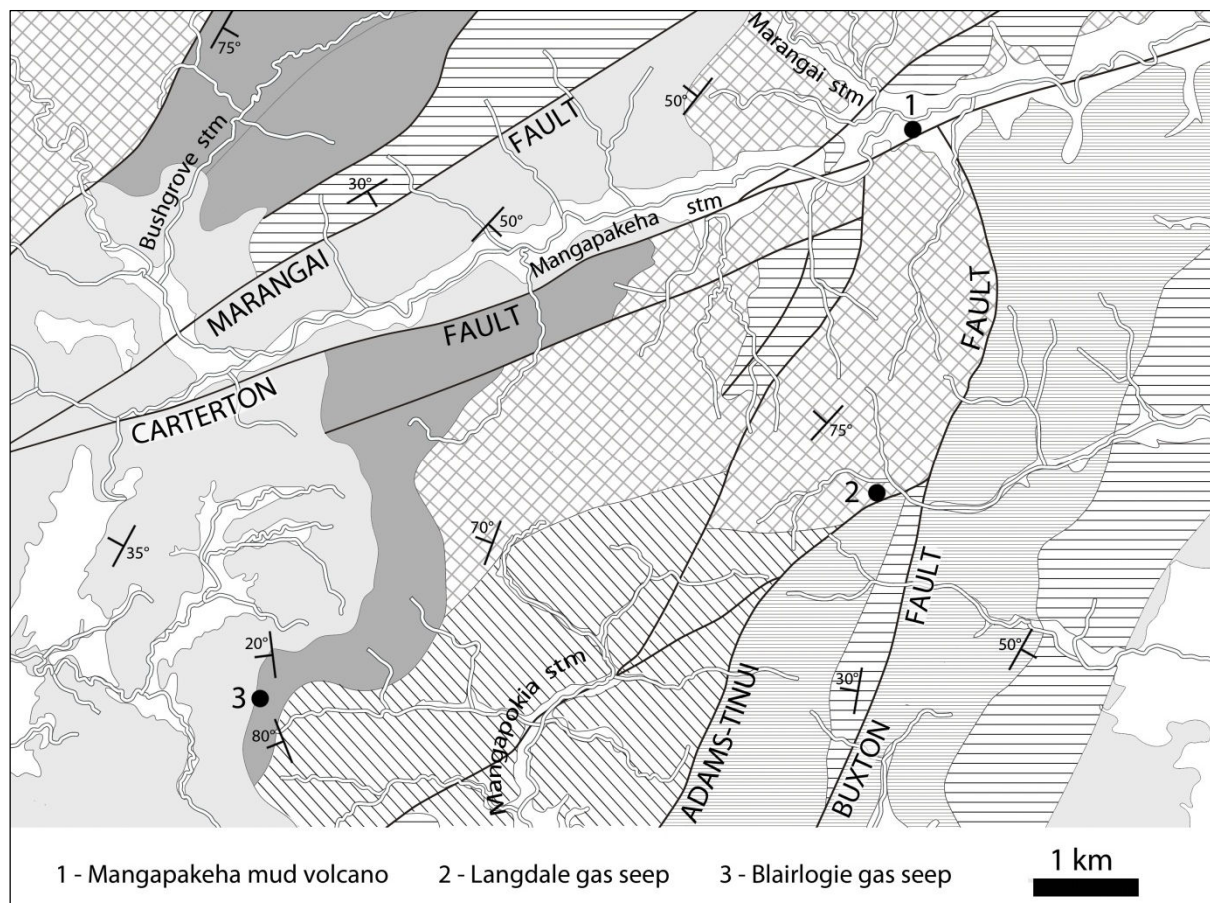 75°
Marangai stm
1
50°
FAULT
Bushgrove stm
30°
50°
Mangapakeha stm
MARANGAI
FAULT
FAULT
CARTERTON
75°
2
70°
35°
FAULT
20°
Mangapokia stm
50°
3
30°
80°
ADAMS-TINUI
BUXTON
1 - Mangapakeha mud volcano 2 - Langdale gas seep 3 - Blairlogie gas seep
1 km